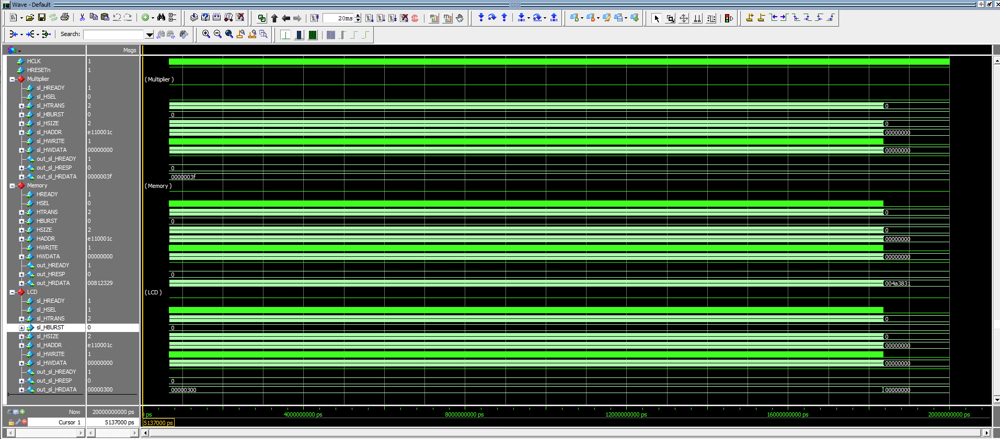 Wave - Default
20ms
Search:
Msgs
HCLK 1
HRESETn 1
Multiplier (Multiplier)
sl_HREADY 1
sl_HSEL 0
sl_HTRANS 2 0
sl_HBURST 0 0
sl_HSIZE 2 0
sl_HADDR e110001c 00000000
sl_HWRITE 1
sl_HWDATA 00000000 00000000
out_sl_HREADY 1
out_sl_HRESP 0 0
out_sl_HRDATA 0000003f 0000003f
Memory (Memory)
HREADY 1
HSEL 0
HTRANS 2 0
HBURST 0 0
HSIZE 2 0
HADDR e110001c 00000000
HWRITE 1
HWDATA 00000000 00000000
out_HREADY 1
out_HRESP 0 0
out_HRDATA 00812329 004a3831
LCD (LCD)
sl_HREADY 1
sl_HSEL 1
sl_HTRANS 2 0
sl_HBURST 0 0
sl_HSIZE 2 0
sl_HADDR e110001c 00000000
sl_HWRITE 1
sl_HWDATA 00000000 00000000
out_sl_HREADY 1
out_sl_HRESP 0 0
out_sl_HRDATA 00000300 00000300 00000000
Now 20000000000 ps 0 ps 4000000000 ps 8000000000 ps 12000000000 ps 16000000000 ps 20000000000 ps
Cursor 1 5137000 ps 5137000 ps